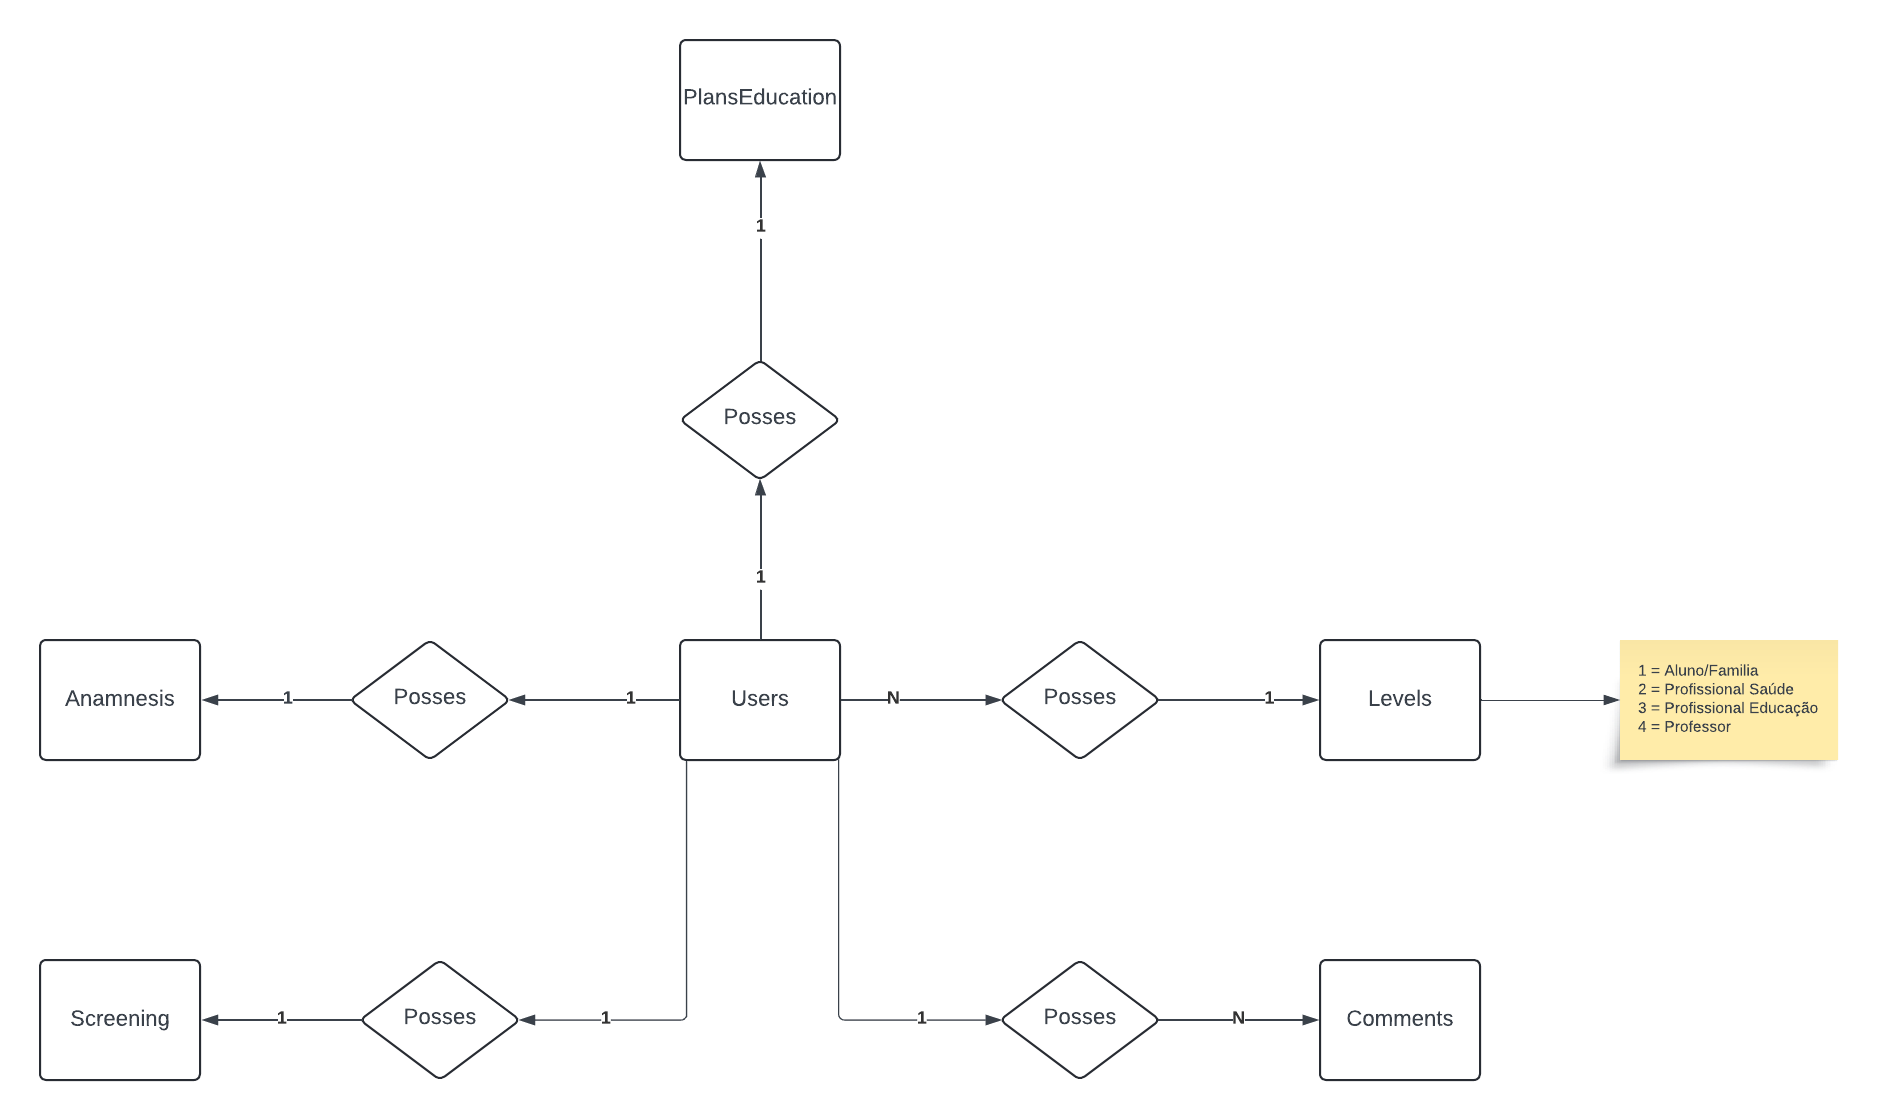 PlansEducation
1
Posses
1
Anamnesis
1
Posses
1
Users
N
Posses
1
Levels
1 = Aluno/Familia
2 = Profissional Saúde
3 = Profissional Educação
4 = Professor
Screening
1
Posses
1
1
Posses
N
Comments